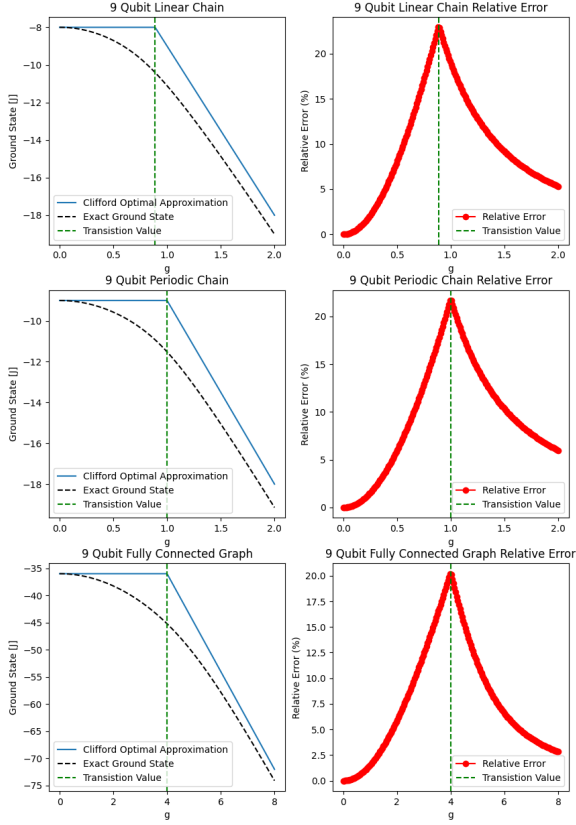 9 Qubit Linear Chain
Ground State [J]
−8
−10
−12
−14
−16
−18
Clifford Optimal Approximation
Exact Ground State
Transistion Value
0.0 0.5 1.0 1.5 2.0
g
9 Qubit Linear Chain Relative Error
Relative Error (%)
20
15
10
5
0
Relative Error
Transistion Value
0.0 0.5 1.0 1.5 2.0
g
9 Qubit Periodic Chain
Ground State [J]
−10
−12
−14
−16
−18
Clifford Optimal Approximation
Exact Ground State
Transistion Value
0.0 0.5 1.0 1.5 2.0
g
9 Qubit Periodic Chain Relative Error
Relative Error (%)
20
15
10
5
0
Relative Error
Transistion Value
0.0 0.5 1.0 1.5 2.0
g
9 Qubit Fully Connected Graph
Ground State [J]
−35
−40
−45
−50
−55
−60
−65
−70
−75
Clifford Optimal Approximation
Exact Ground State
Transistion Value
0 2 4 6 8
g
9 Qubit Fully Connected Graph Relative Error
Relative Error (%)
20.0
17.5
15.0
12.5
10.0
7.5
5.0
2.5
0.0
Relative Error
Transistion Value
0 2 4 6 8
g